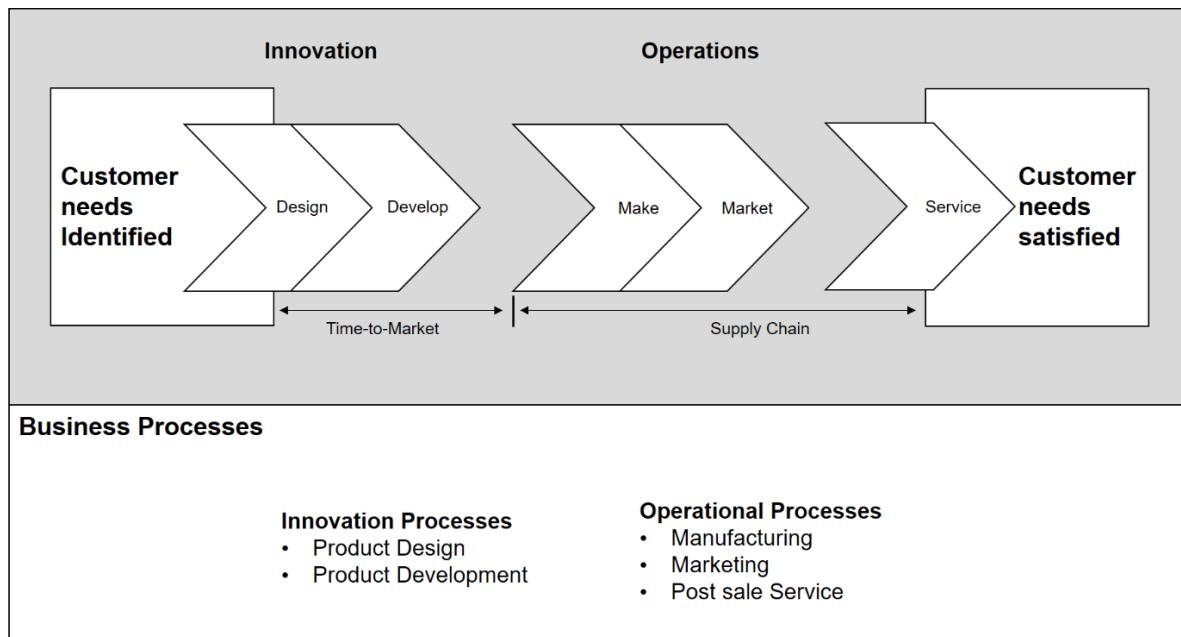 Innovation
Operations
Customer
needs
Identified
Design
Develop
Make
Market
Service
Customer
needs
satisfied
Time-to-Market
Supply Chain
Business Processes
Innovation Processes
• Product Design
• Product Development
Operational Processes
• Manufacturing
• Marketing
• Post sale Service